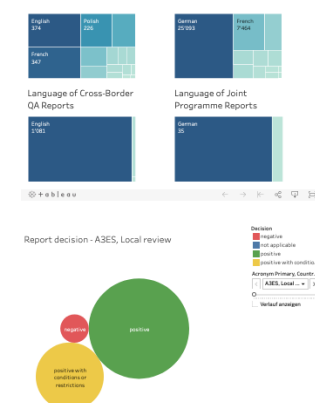 English
374
Polish
226
French
347
German
25'093
French
7'464
Language of Cross-Border
QA Reports
Language of Joint
Programme Reports
English
1'081
German
35
+ableau
Report decision - A3ES, Local review
Decision
negative
not applicable
positive
positive with conditio..
Acronym Primary, Countr..
A3ES, Local ...
Verlauf anzeigen
negative
positive
positive with
conditions or
restrictions